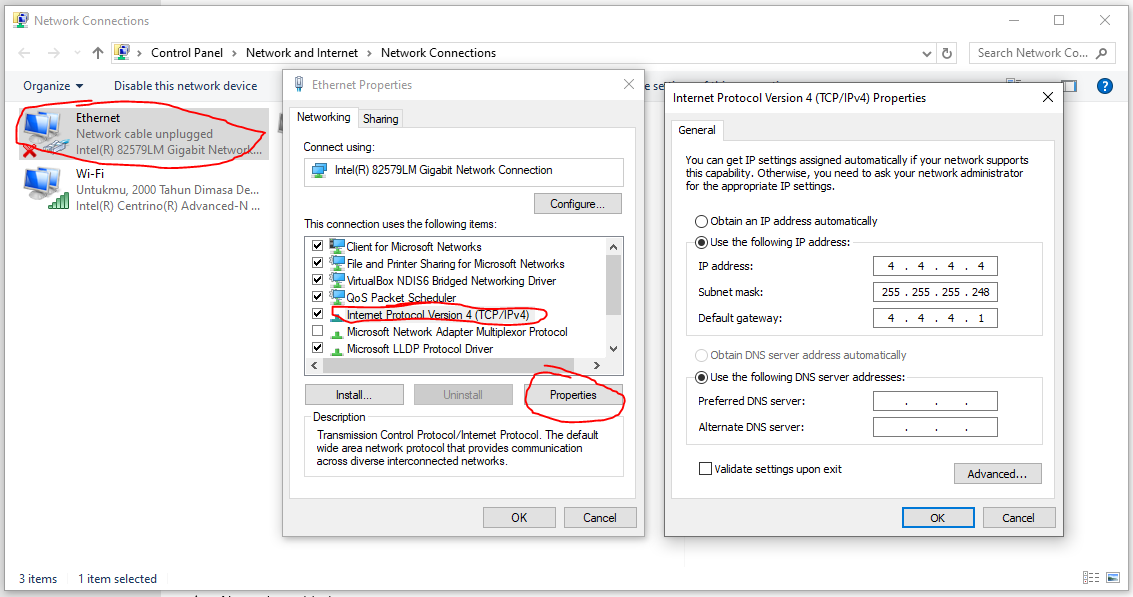 Network Connections
Control Panel > Network and Internet > Network Connections
Search Network Co...
Organize
Disable this network device
Ethernet
Network cable unplugged
Intel(R) 82579LM Gigabit Network...
Wi-Fi
Untukmu, 2000 Tahun Dimasa De...
Intel(R) Centrino(R) Advanced-N ...
Ethernet Properties
Networking
Sharing
Connect using:
Intel(R) 82579LM Gigabit Network Connection
Configure...
This connection uses the following items:
Client for Microsoft Networks
File and Printer Sharing for Microsoft Networks
VirtualBox NDIS6 Bridged Networking Driver
QoS Packet Scheduler
Internet Protocol Version 4 (TCP/IPv4)
Microsoft Network Adapter Multiplexor Protocol
Microsoft LLDP Protocol Driver
Install...
Uninstall
Properties
Description
Transmission Control Protocol/Internet Protocol. The default
wide area network protocol that provides communication
across diverse interconnected networks.
OK
Cancel
Internet Protocol Version 4 (TCP/IPv4) Properties
General
You can get IP settings assigned automatically if your network supports
this capability. Otherwise, you need to ask your network administrator
for the appropriate IP settings.
Obtain an IP address automatically
Use the following IP address:
IP address: 4 . 4 . 4 . 4
Subnet mask: 255 . 255 . 255 . 248
Default gateway: 4 . 4 . 4 . 1
Obtain DNS server address automatically
Use the following DNS server addresses:
Preferred DNS server: . . .
Alternate DNS server: . . .
Validate settings upon exit
Advanced...
OK
Cancel
3 items
1 item selected